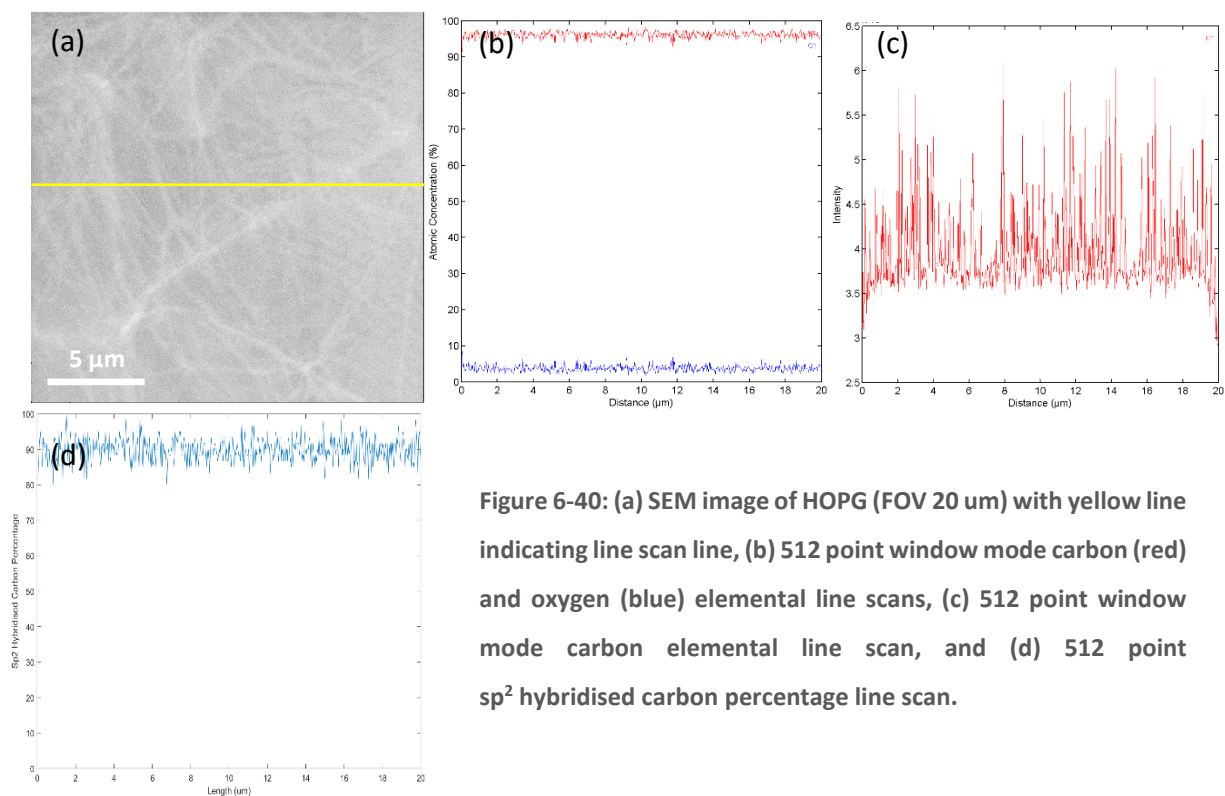 (a)
5 µm
(b)
100
90
80
70
60
50
40
30
20
10
0
Atomic Concentration (%)
O1
0 2 4 6 8 10 12 14 16 18 20
Distance (µm)
(c)
6.5
6
5.5
5
4.5
4
3.5
3
2.5
Intensity
0 2 4 6 8 10 12 14 16 18 20
Distance (µm)
(d)
100
90
80
70
60
50
40
30
20
10
0
Sp2 Hybridised Carbon Percentage
0 2 4 6 8 10 12 14 16 18 20
Length (um)
Figure 6-40: (a) SEM image of HOPG (FOV 20 um) with yellow line
indicating line scan line, (b) 512 point window mode carbon (red)
and oxygen (blue) elemental line scans, (c) 512 point window
mode carbon elemental line scan, and (d) 512 point
sp² hybridised carbon percentage line scan.